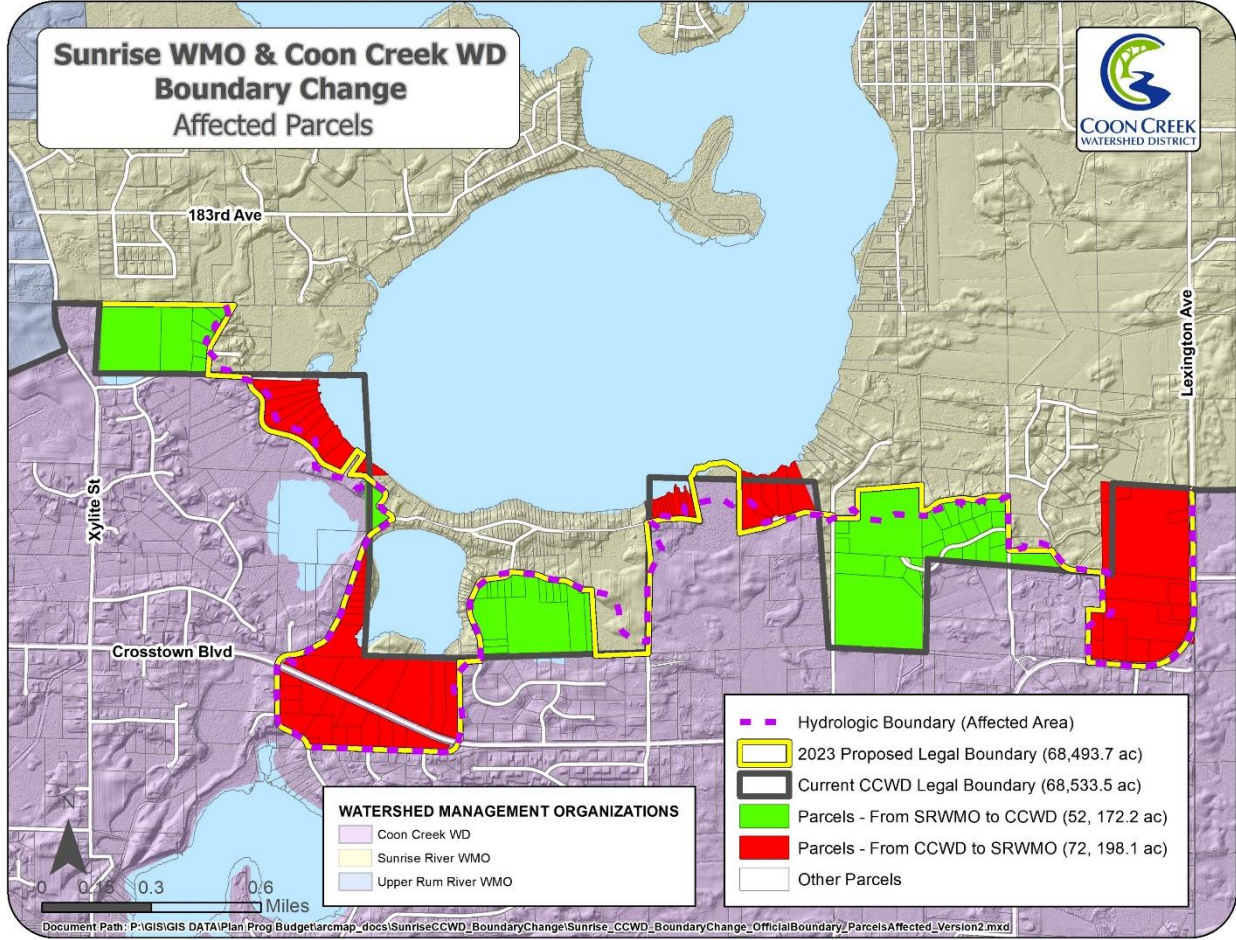 Sunrise WMO & Coon Creek WD
Boundary Change
Affected Parcels
COON CREEK
WATERSHED DISTRICT
183rd Ave
Lexington Ave
Xylite St
Crosstown Blvd
Hydrologic Boundary (Affected Area)
2023 Proposed Legal Boundary (68,493.7 ac)
Current CCWD Legal Boundary (68,533.5 ac)
Parcels - From SRWMO to CCWD (52, 172.2 ac)
Parcels - From CCWD to SRWMO (72, 198.1 ac)
Other Parcels
WATERSHED MANAGEMENT ORGANIZATIONS
Coon Creek WD
Sunrise River WMO
Upper Rum River WMO
N
0 0.15 0.3 0.6
Miles
Document Path: P:\GIS\GIS DATA\Plan Prog Budget\arcmap_docs\SunriseCCWD_BoundaryChange\Sunrise_CCWD_BoundaryChange_OfficialBoundary_ParcelsAffected_Version2.mxd